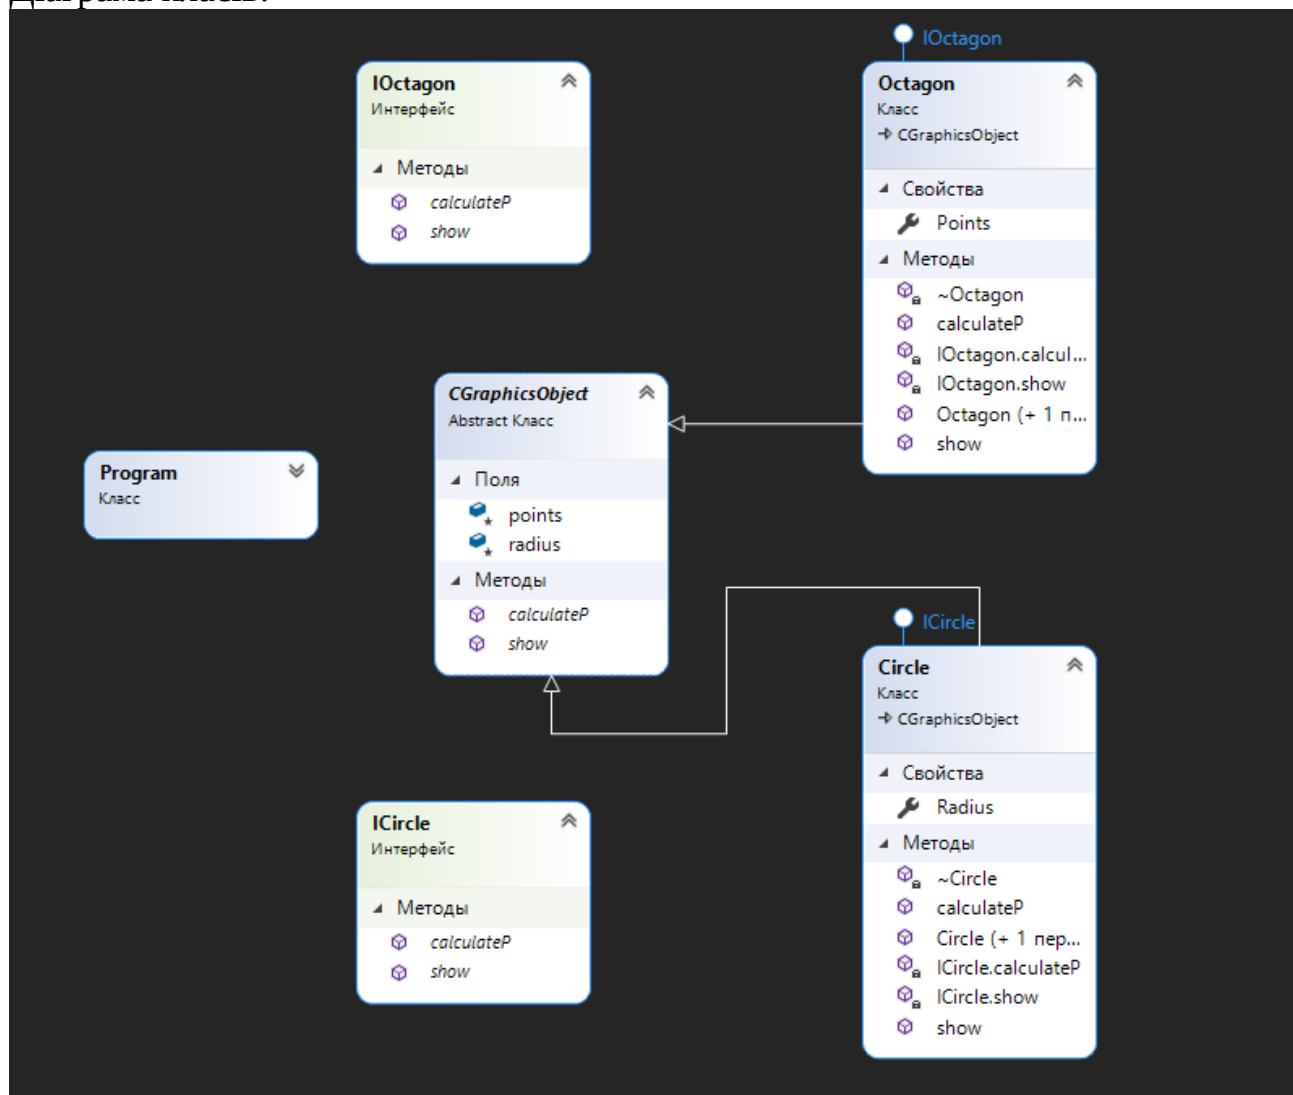 Діаграма класів:
IOctagon
Интерфейс
Методы
calculateP
show
IOctagon
Octagon
Класс
CGraphicsObject
Свойства
Points
Методы
~Octagon
calculateP
IOctagon.calcul...
IOctagon.show
Octagon (+ 1 п...
show
CGraphicsObject
Abstract Класс
Поля
points
radius
Методы
calculateP
show
Program
Класс
ICircle
Circle
Класс
CGraphicsObject
Свойства
Radius
Методы
~Circle
calculateP
Circle (+ 1 пер...
ICircle.calculateP
ICircle.show
show
ICircle
Интерфейс
Методы
calculateP
show